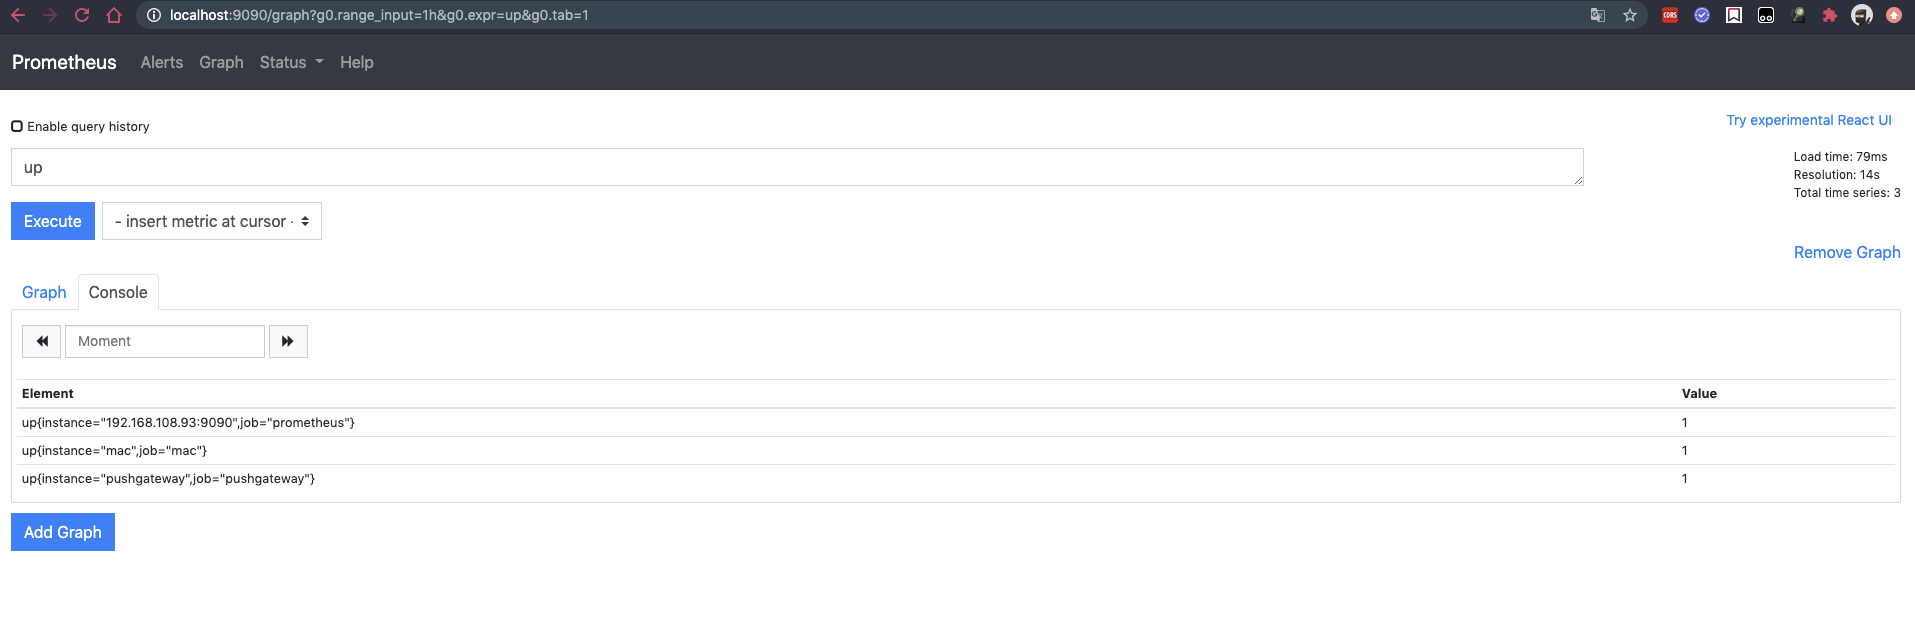 localhost:9090/graph?g0.range_input=1h&g0.expr=up&g0.tab=1
CORS
Prometheus Alerts Graph Status Help
Enable query history
Try experimental React UI
up
Load time: 79ms
Resolution: 14s
Total time series: 3
Execute - insert metric at cursor -
Remove Graph
Graph Console
Moment
Element Value
up{instance="192.168.108.93:9090",job="prometheus"} 1
up{instance="mac",job="mac"} 1
up{instance="pushgateway",job="pushgateway"} 1
Add Graph